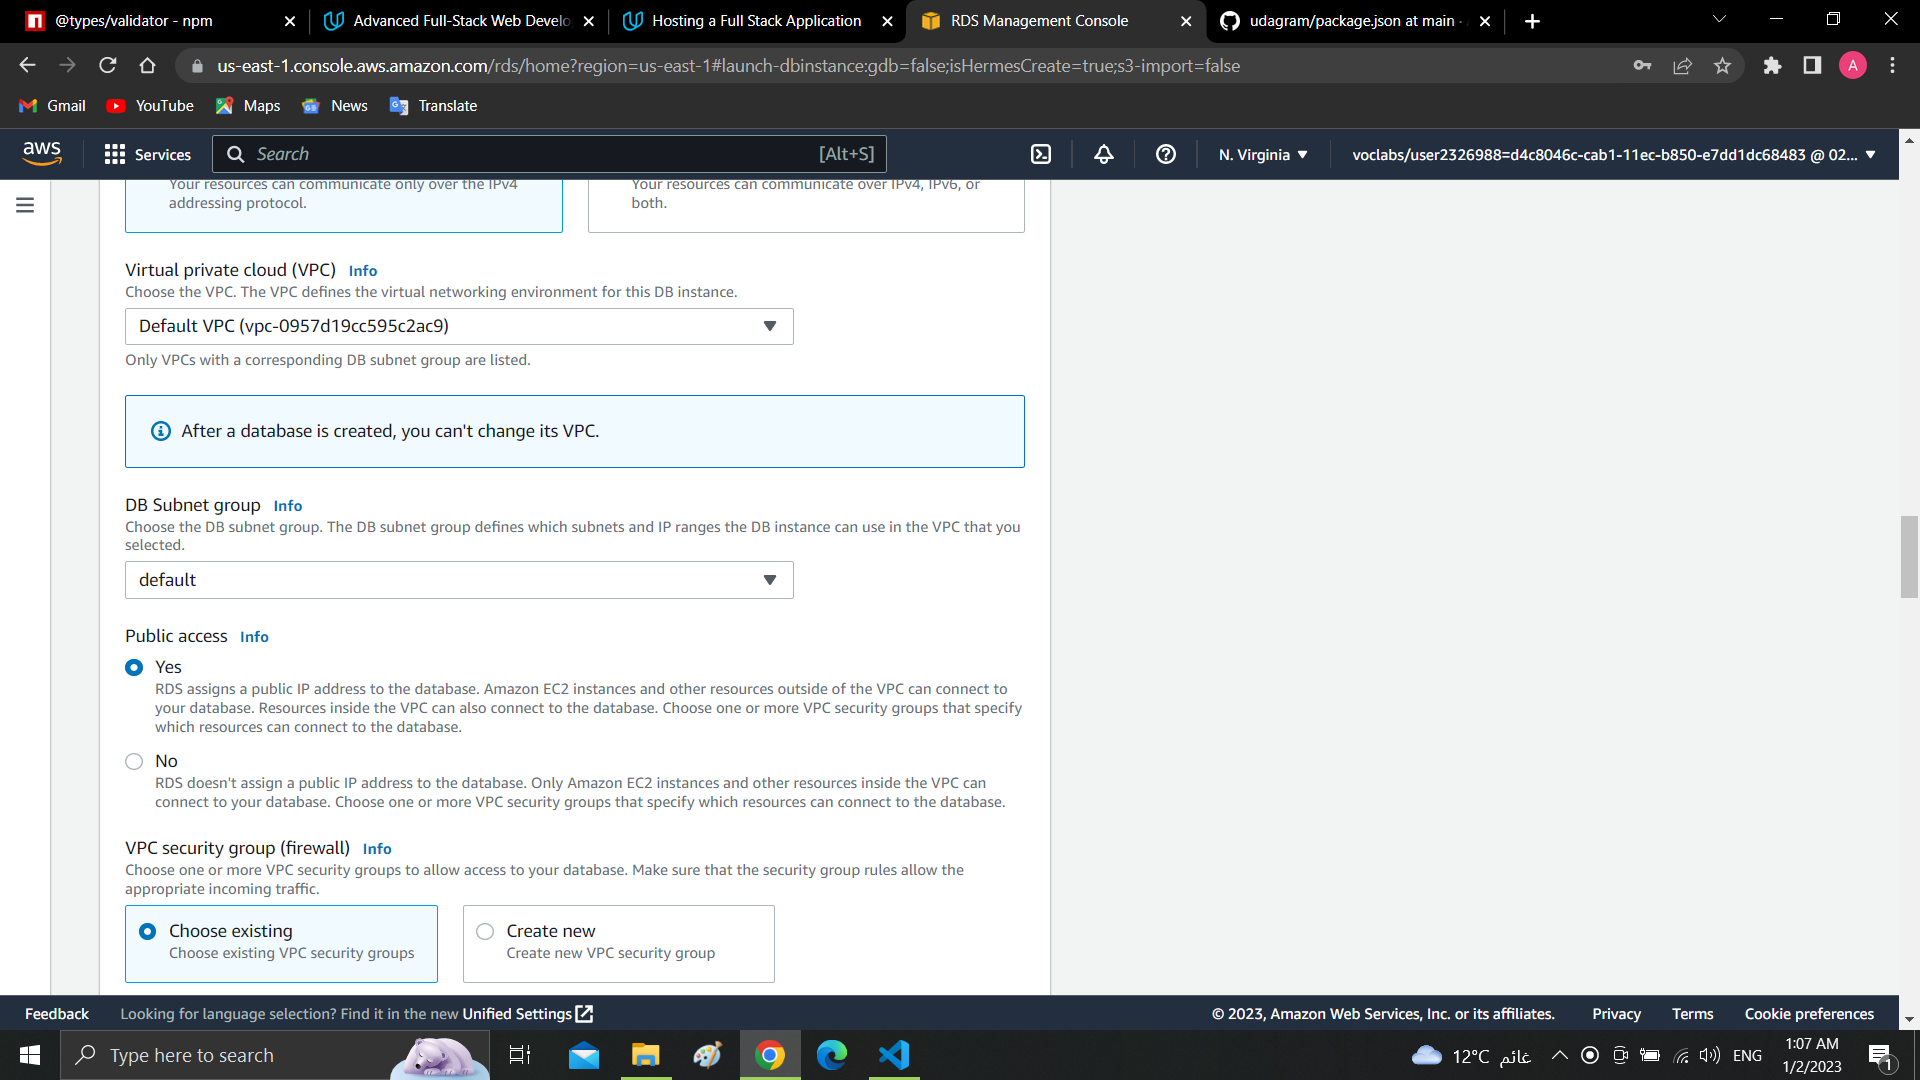 @types/validator - npm
Advanced Full-Stack Web Develo
Hosting a Full Stack Application
RDS Management Console
udagram/package.json at main ·
us-east-1.console.aws.amazon.com/rds/home?region=us-east-1#launch-dbinstance:gdb=false;isHermesCreate=true;s3-import=false
A
Gmail
YouTube
Maps
News
Translate
aws
Services
Search
[Alt+S]
N. Virginia
voclabs/user2326988=d4c8046c-cab1-11ec-b850-e7dd1dc68483 @ 02...
Your resources can communicate only over the IPv4
addressing protocol.
Your resources can communicate over IPv4, IPv6, or
both.
Virtual private cloud (VPC) Info
Choose the VPC. The VPC defines the virtual networking environment for this DB instance.
Default VPC (vpc-0957d19cc595c2ac9)
Only VPCs with a corresponding DB subnet group are listed.
After a database is created, you can't change its VPC.
DB Subnet group Info
Choose the DB subnet group. The DB subnet group defines which subnets and IP ranges the DB instance can use in the VPC that you
selected.
default
Public access Info
Yes
RDS assigns a public IP address to the database. Amazon EC2 instances and other resources outside of the VPC can connect to
your database. Resources inside the VPC can also connect to the database. Choose one or more VPC security groups that specify
which resources can connect to the database.
No
RDS doesn't assign a public IP address to the database. Only Amazon EC2 instances and other resources inside the VPC can
connect to your database. Choose one or more VPC security groups that specify which resources can connect to the database.
VPC security group (firewall) Info
Choose one or more VPC security groups to allow access to your database. Make sure that the security group rules allow the
appropriate incoming traffic.
Choose existing
Choose existing VPC security groups
Create new
Create new VPC security group
Feedback
Looking for language selection? Find it in the new Unified Settings
© 2023, Amazon Web Services, Inc. or its affiliates.
Privacy
Terms
Cookie preferences
Type here to search
12°C غائم
ENG
1:07 AM
1/2/2023
1